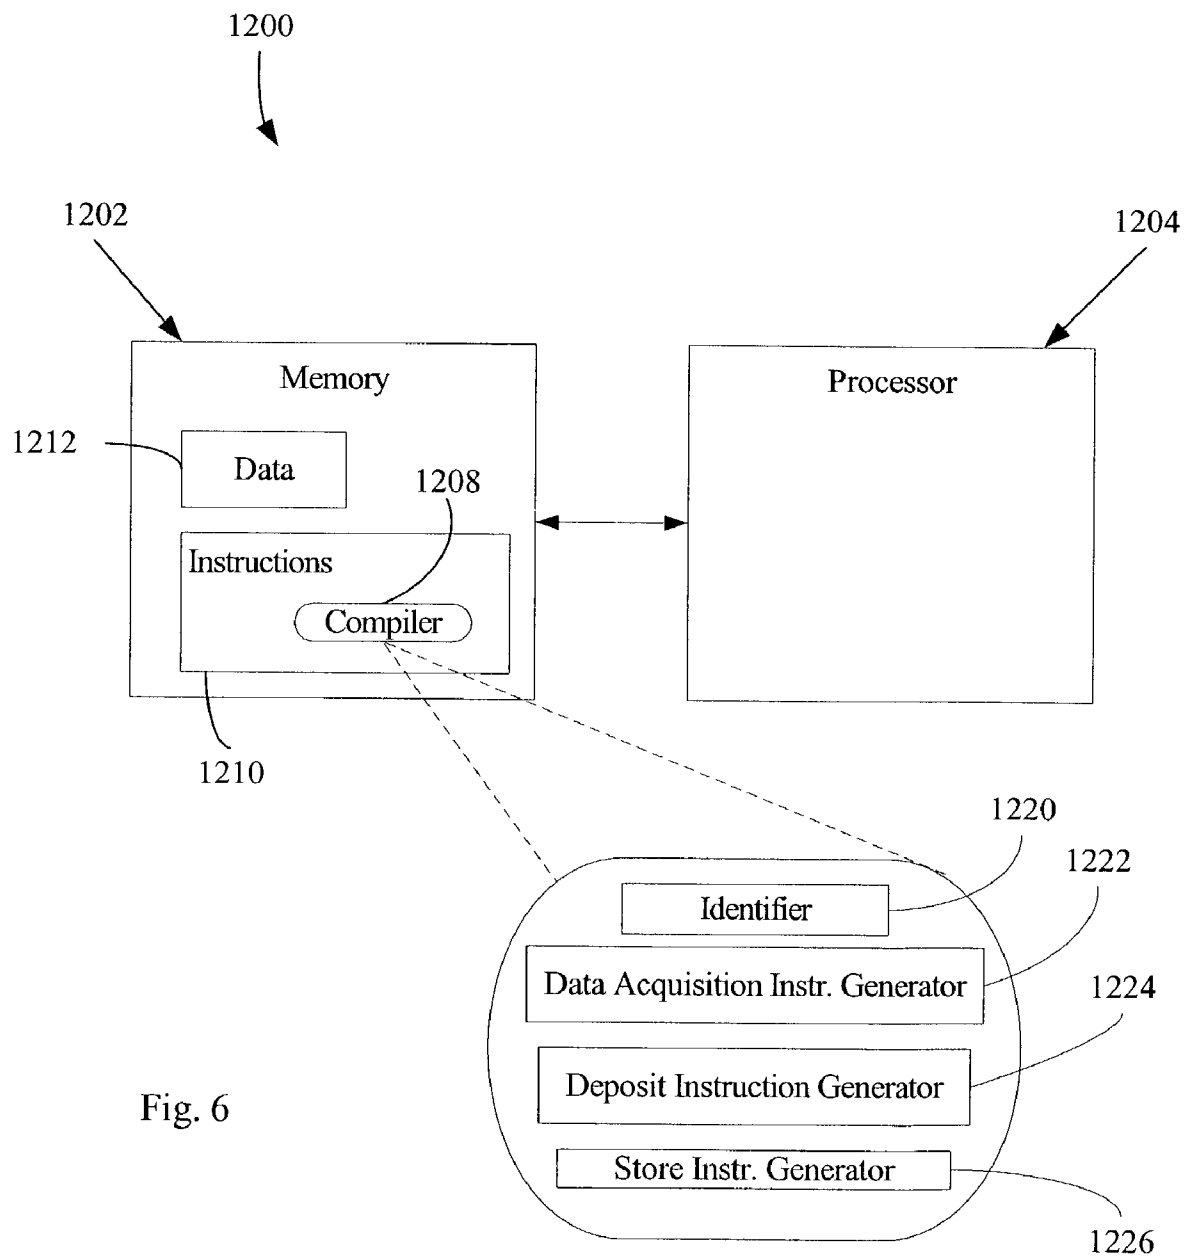 1200
1202
1204
Memory
Processor
1212
Data
1208
Instructions
Compiler
1210
1220
1222
Identifier
Data Acquisition Instr. Generator
1224
Deposit Instruction Generator
Fig. 6
Store Instr. Generator
1226